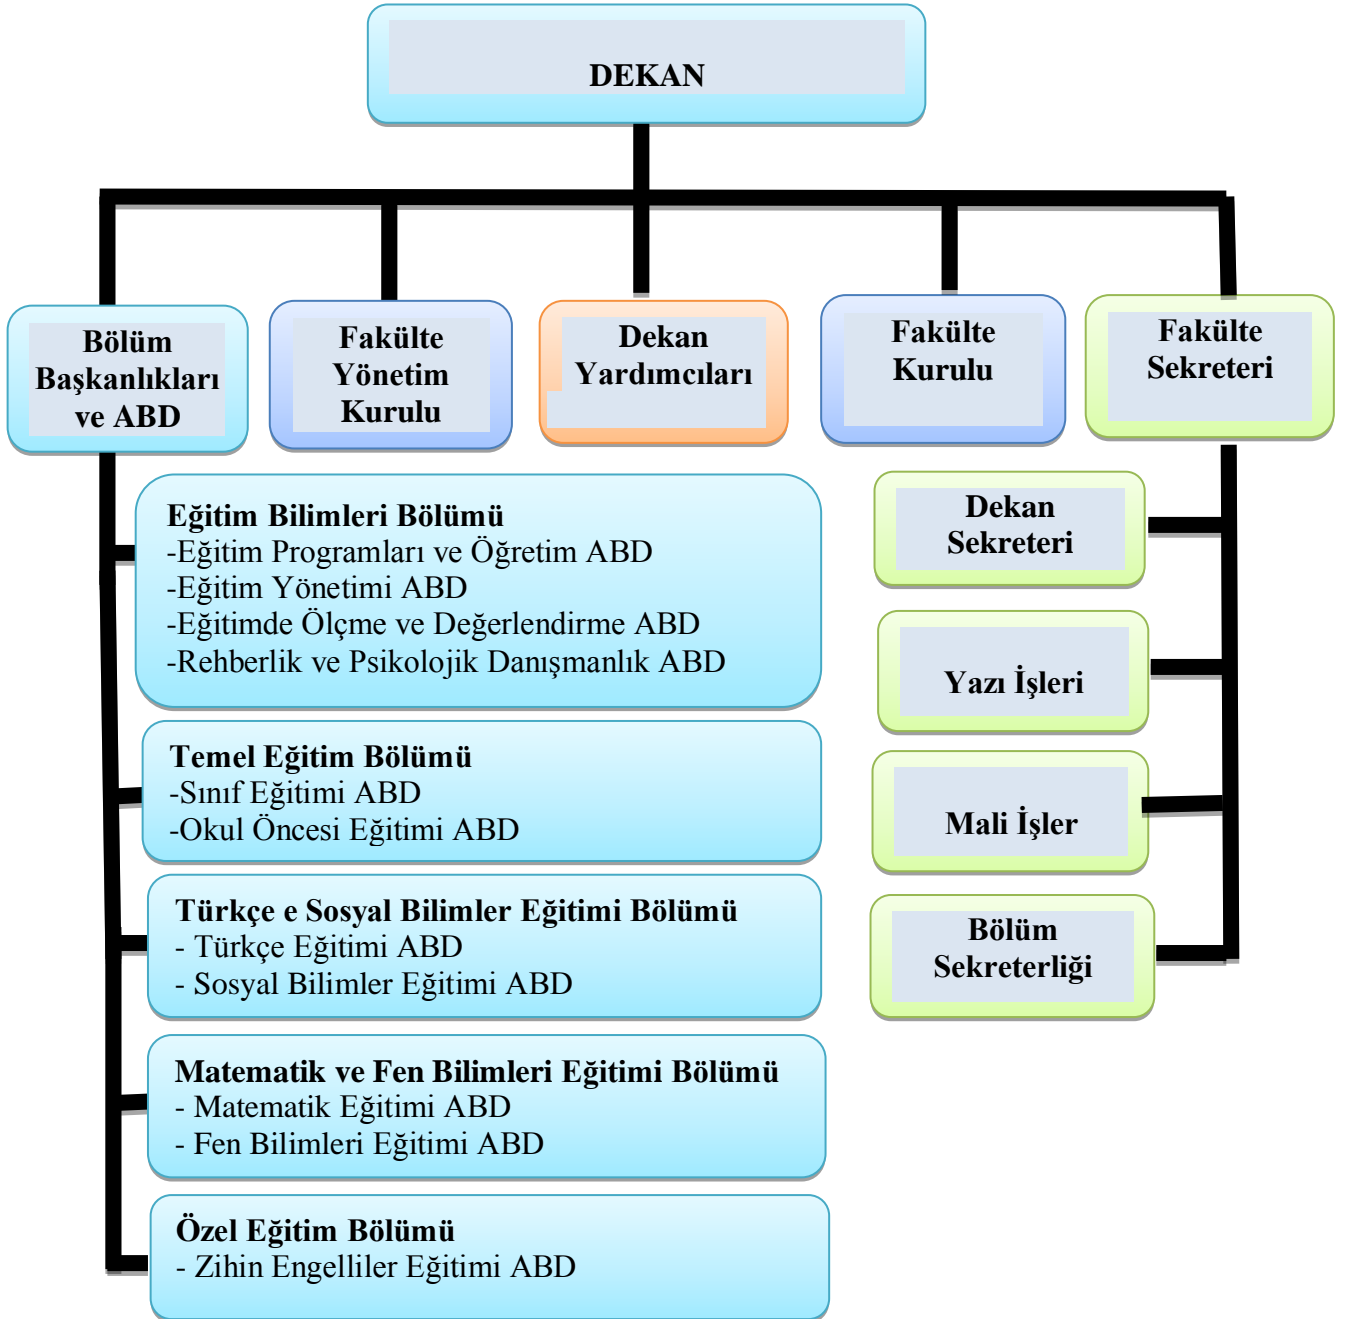 DEKAN
Bölüm
Başkanlıkları
ve ABD
Fakülte
Yönetim
Kurulu
Dekan
Yardımcıları
Fakülte
Kurulu
Fakülte
Sekreteri
Eğitim Bilimleri Bölümü
-Eğitim Programları ve Öğretim ABD
-Eğitim Yönetimi ABD
-Eğitimde Ölçme ve Değerlendirme ABD
-Rehberlik ve Psikolojik Danışmanlık ABD
Temel Eğitim Bölümü
-Sınıf Eğitimi ABD
-Okul Öncesi Eğitimi ABD
Türkçe e Sosyal Bilimler Eğitimi Bölümü
- Türkçe Eğitimi ABD
- Sosyal Bilimler Eğitimi ABD
Matematik ve Fen Bilimleri Eğitimi Bölümü
- Matematik Eğitimi ABD
- Fen Bilimleri Eğitimi ABD
Özel Eğitim Bölümü
- Zihin Engelliler Eğitimi ABD
Dekan
Sekreteri
Yazı İşleri
Mali İşler
Bölüm
Sekreterliği